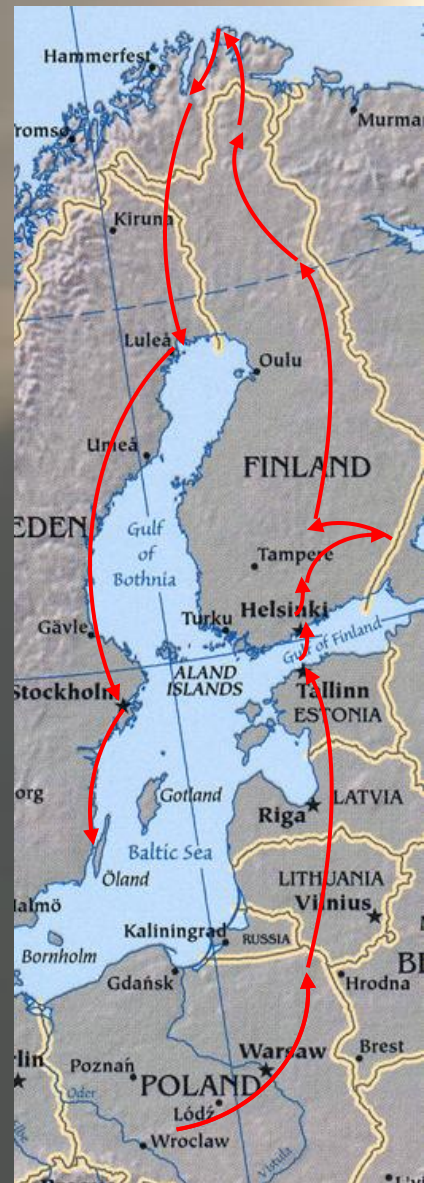 Hammerfest
Tromsø
Murman
Kiruna
Luleå
Oulu
Umeå
FINLAND
EDEN
Gulf
of
Bothnia
Tampere
Helsinki
Turku
Gulf of Finland
Gävle
ALAND
ISLANDS
Tallinn
Stockholm
ESTONIA
org
Gotland
LATVIA
Riga
Baltic Sea
LITHUANIA
Öland
Vilnius
almö
Kaliningrad
RUSSIA
Bornholm
BE
Gdańsk
Hrodna
Warsaw
Brest
rlin
Poznań
POLAND
Oder
Lódź
Wroclaw
Vistula